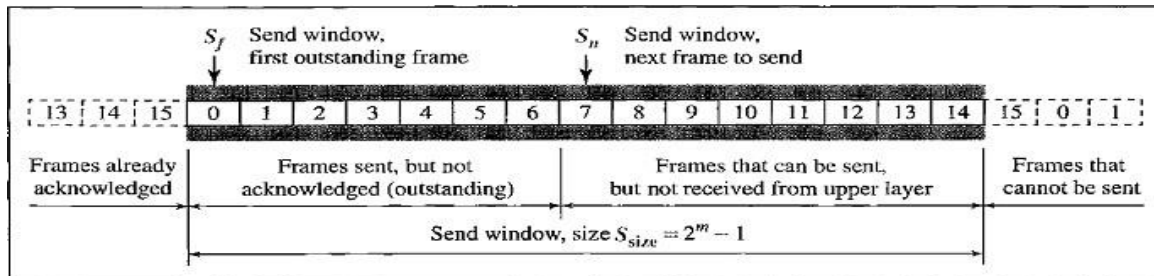 S_f Send window, first outstanding frame
S_n Send window, next frame to send
13 14 15 0 1 2 3 4 5 6 7 8 9 10 11 12 13 14 15 0 1
Frames already acknowledged
Frames sent, but not acknowledged (outstanding)
Frames that can be sent, but not received from upper layer
Frames that cannot be sent
Send window, size S_size = 2^m − 1